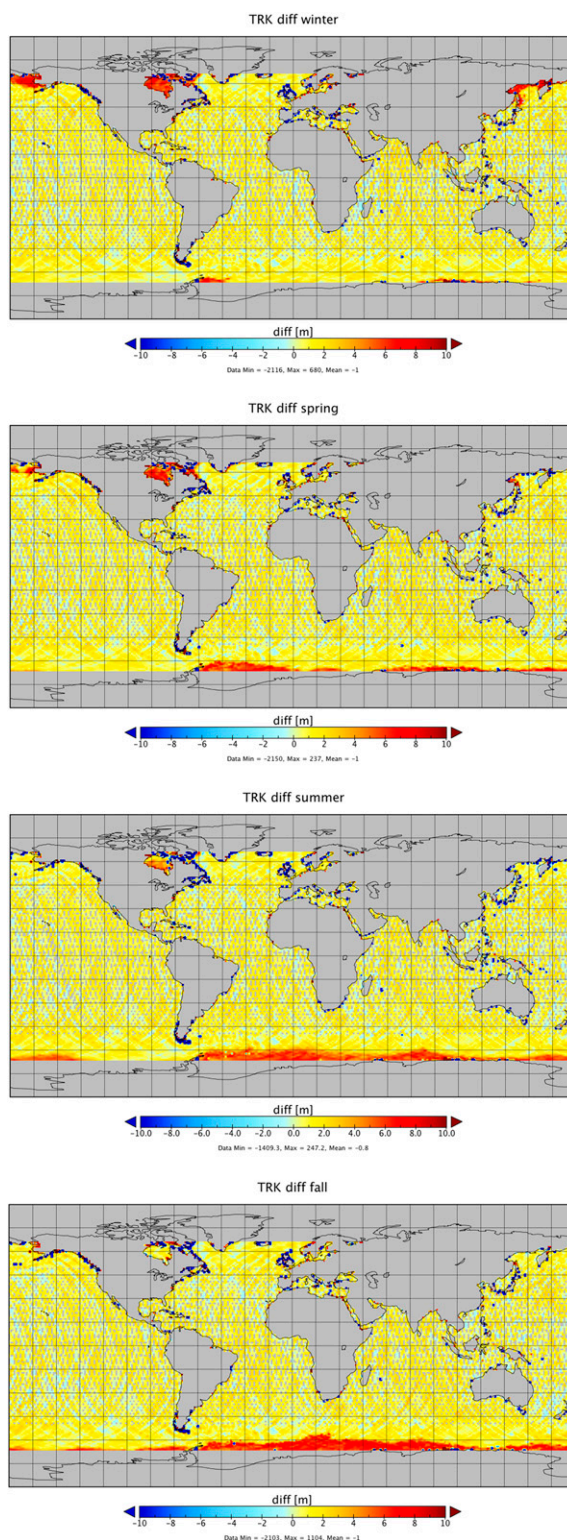 TRK diff winter
diff [m]
−10 −8 −6 −4 −2 0 2 4 6 8 10
Data Min = −2116, Max = 680, Mean = −1
TRK diff spring
diff [m]
−10 −8 −6 −4 −2 0 2 4 6 8 10
Data Min = −2150, Max = 237, Mean = −1
TRK diff summer
diff [m]
−10.0 −8.0 −6.0 −4.0 −2.0 0.0 2.0 4.0 6.0 8.0 10.0
Data Min = −1409.3, Max = 247.2, Mean = −0.8
TRK diff fall
diff [m]
−10 −8 −6 −4 −2 0 2 4 6 8 10
Data Min = −2103, Max = 1104, Mean = −1